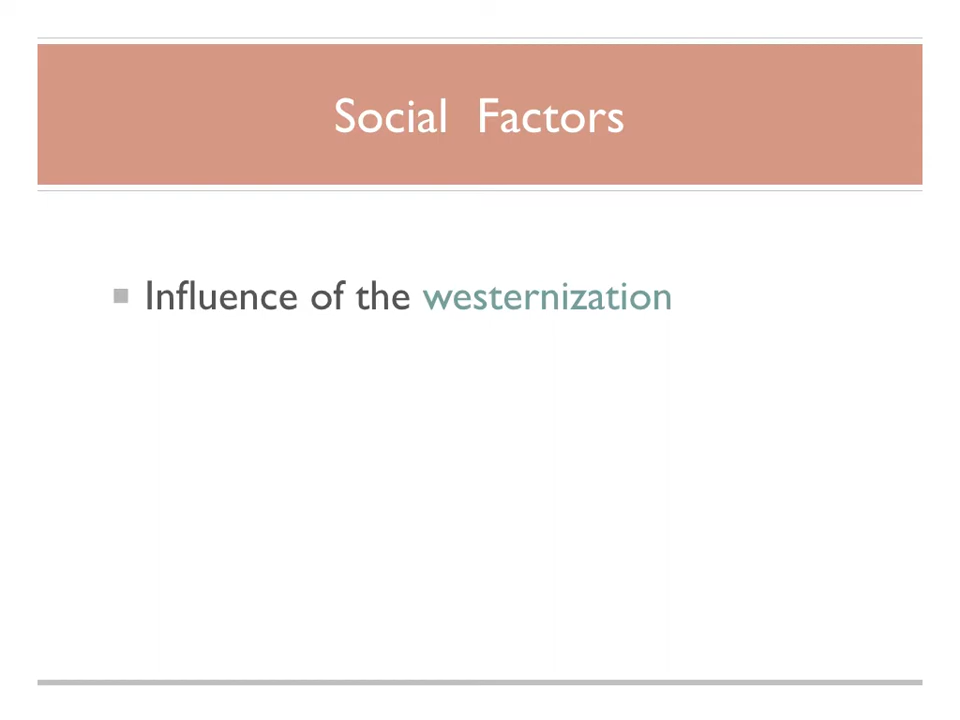 Social Factors
Influence of the westernization